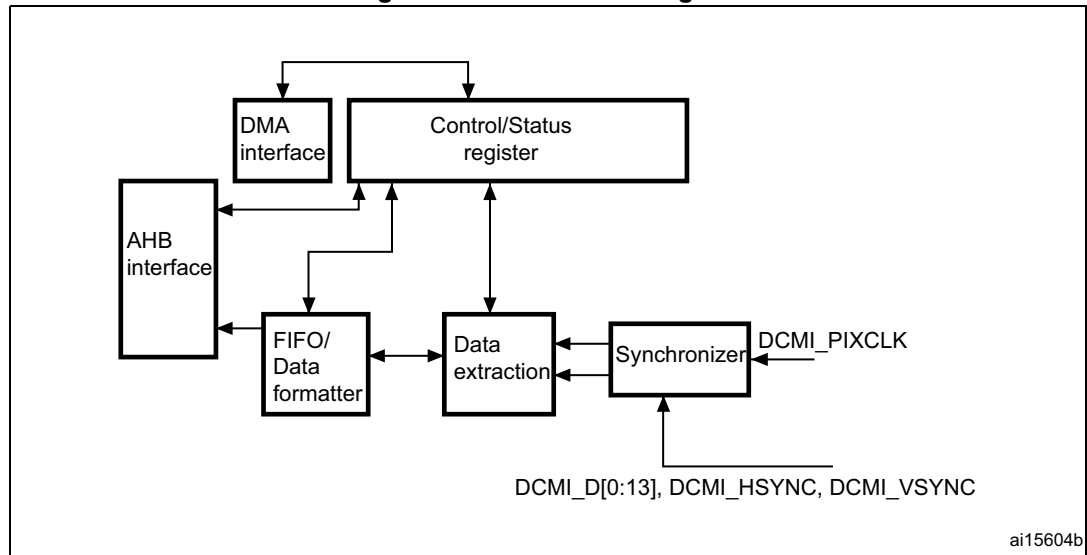 DMA
interface
Control/Status
register
AHB
interface
FIFO/
Data
formatter
Data
extraction
Synchronizer
DCMI_PIXCLK
DCMI_D[0:13], DCMI_HSYNC, DCMI_VSYNC
ai15604b